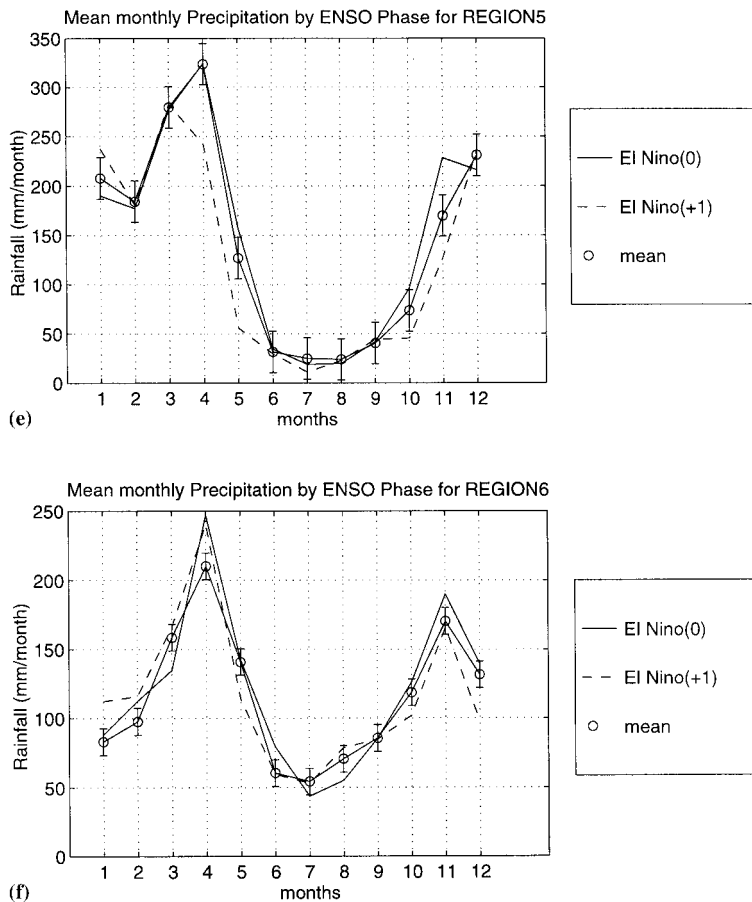 Mean monthly Precipitation by ENSO Phase for REGION5
350
300
250
200
150
100
50
0
Rainfall (mm/month)
1 2 3 4 5 6 7 8 9 10 11 12
months
El Nino(0)
El Nino(+1)
mean
(e)
Mean monthly Precipitation by ENSO Phase for REGION6
250
200
150
100
50
0
Rainfall (mm/month)
1 2 3 4 5 6 7 8 9 10 11 12
months
El Nino(0)
El Nino(+1)
mean
(f)